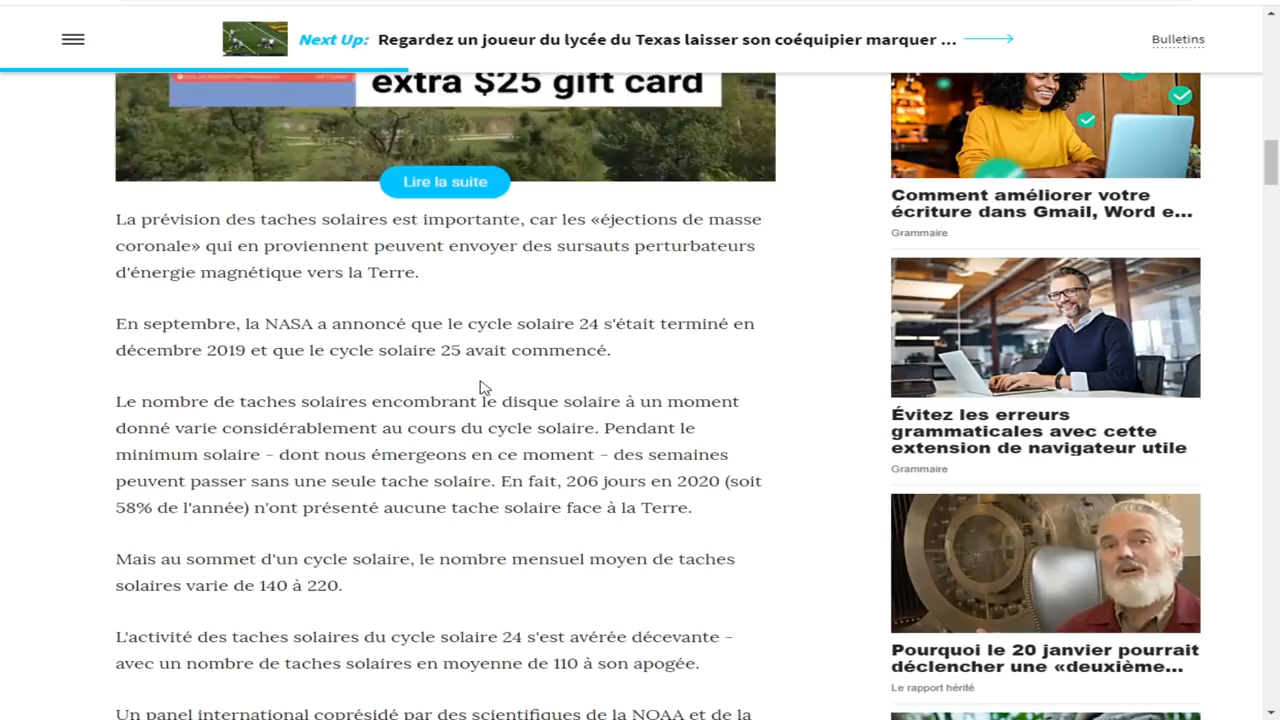 Next Up: Regardez un joueur du lycée du Texas laisser son coéquipier marquer ...
Bulletins
extra $25 gift card
Lire la suite
La prévision des taches solaires est importante, car les «éjections de masse
coronale» qui en proviennent peuvent envoyer des sursauts perturbateurs
d'énergie magnétique vers la Terre.
En septembre, la NASA a annoncé que le cycle solaire 24 s'était terminé en
décembre 2019 et que le cycle solaire 25 avait commencé.
Le nombre de taches solaires encombrant le disque solaire à un moment
donné varie considérablement au cours du cycle solaire. Pendant le
minimum solaire - dont nous émergeons en ce moment - des semaines
peuvent passer sans une seule tache solaire. En fait, 206 jours en 2020 (soit
58% de l'année) n'ont présenté aucune tache solaire face à la Terre.
Mais au sommet d'un cycle solaire, le nombre mensuel moyen de taches
solaires varie de 140 à 220.
L'activité des taches solaires du cycle solaire 24 s'est avérée décevante -
avec un nombre de taches solaires en moyenne de 110 à son apogée.
Un panel international coprésidé par des scientifiques de la NOAA et de la
Comment améliorer votre
écriture dans Gmail, Word e...
Grammaire
Évitez les erreurs
grammaticales avec cette
extension de navigateur utile
Grammaire
Pourquoi le 20 janvier pourrait
déclencher une «deuxième...
Le rapport hérité